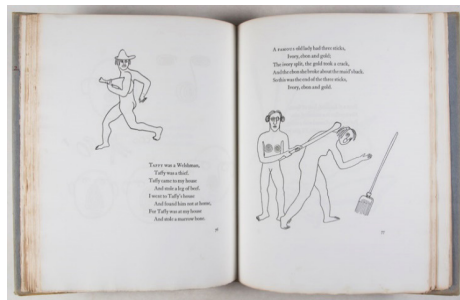 Taffy was a Welshman,
Taffy was a thief.
Taffy came to my house
And stole a leg of beef.
I went to Taffy's house
And found him not at home;
For Taffy was at my house
And stole a marrow bone.
old lady had three sticks,
Ivory, ebon and gold;
The ivory split, the gold took a crack,
And the ebon she broke about the maid's back.
So this was the end of the three sticks,
Ivory, ebon and gold.